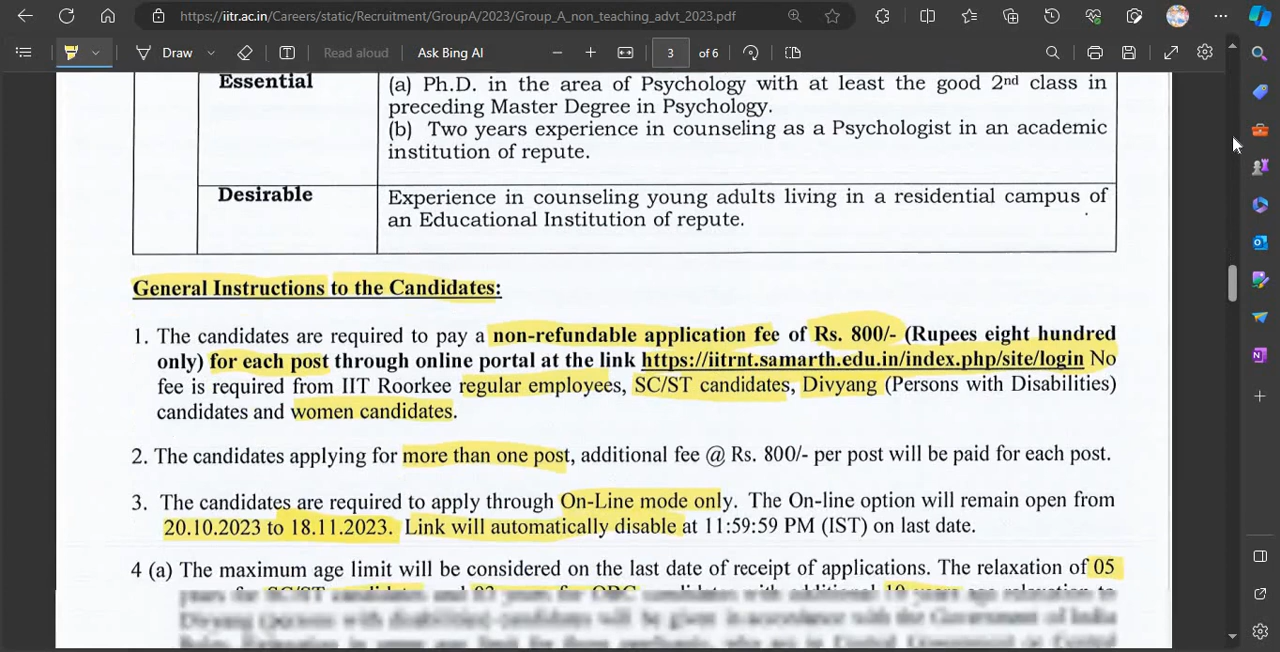 https://iitr.ac.in/Careers/static/Recruitment/GroupA/2023/Group_A_non_teaching_advt_2023.pdf
Draw
Read aloud
Ask Bing AI
3 of 6
Essential
(a) Ph.D. in the area of Psychology with at least the good 2nd class in
preceding Master Degree in Psychology.
(b) Two years experience in counseling as a Psychologist in an academic
institution of repute.
Desirable
Experience in counseling young adults living in a residential campus of
an Educational Institution of repute.
General Instructions to the Candidates:
1. The candidates are required to pay a non-refundable application fee of Rs. 800/- (Rupees eight hundred
only) for each post through online portal at the link https://iitrnt.samarth.edu.in/index.php/site/login No
fee is required from IIT Roorkee regular employees, SC/ST candidates, Divyang (Persons with Disabilities)
candidates and women candidates.
2. The candidates applying for more than one post, additional fee @ Rs. 800/- per post will be paid for each post.
3. The candidates are required to apply through On-Line mode only. The On-line option will remain open from
20.10.2023 to 18.11.2023. Link will automatically disable at 11:59:59 PM (IST) on last date.
4 (a) The maximum age limit will be considered on the last date of receipt of applications. The relaxation of 05